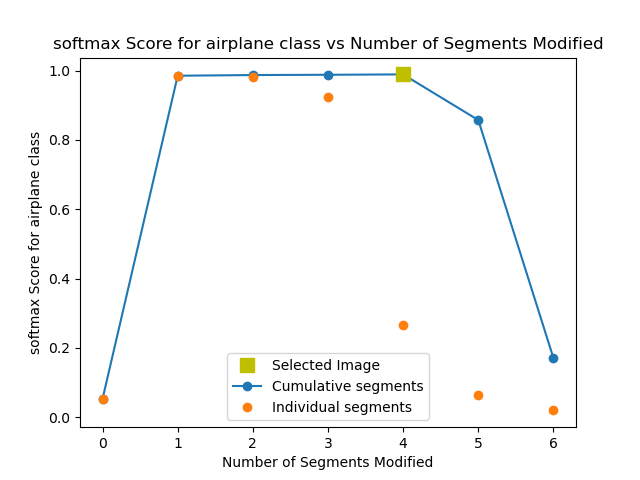 softmax Score for airplane class vs Number of Segments Modified
1.0
0.8
0.6
0.4
0.2
0.0
softmax Score for airplane class
Selected Image
Cumulative segments
Individual segments
0 1 2 3 4 5 6
Number of Segments Modified